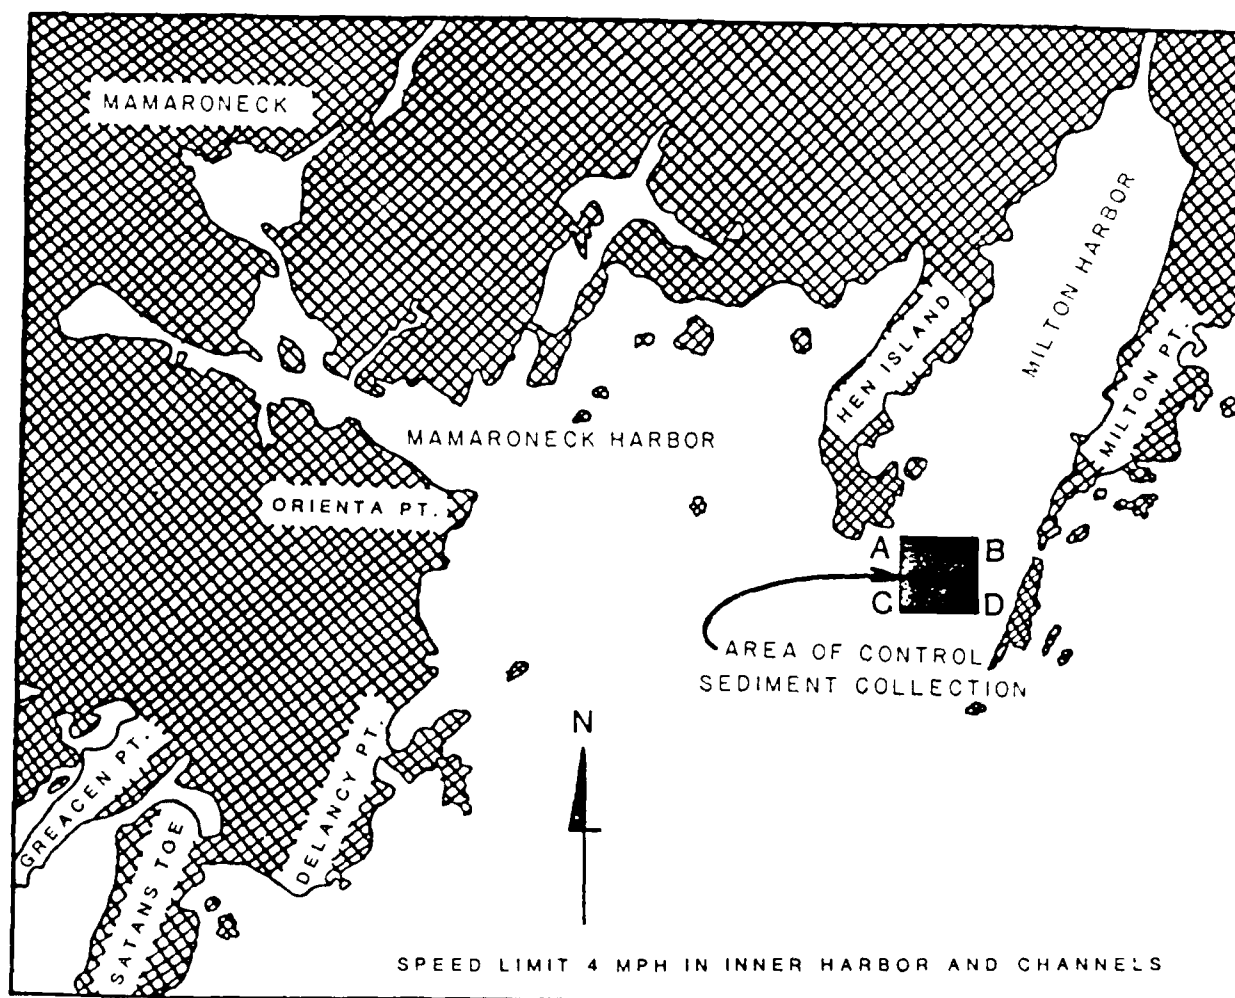 MAMARONECK
MILTON HARBOR
HEN ISLAND
MILTON PT.
MAMARONECK HARBOR
ORIENTA PT.
A
B
C
D
AREA OF CONTROL
SEDIMENT COLLECTION
N
DELANCY PT.
GREACEN PT.
SATANS TOE
SPEED LIMIT 4 MPH IN INNER HARBOR AND CHANNELS